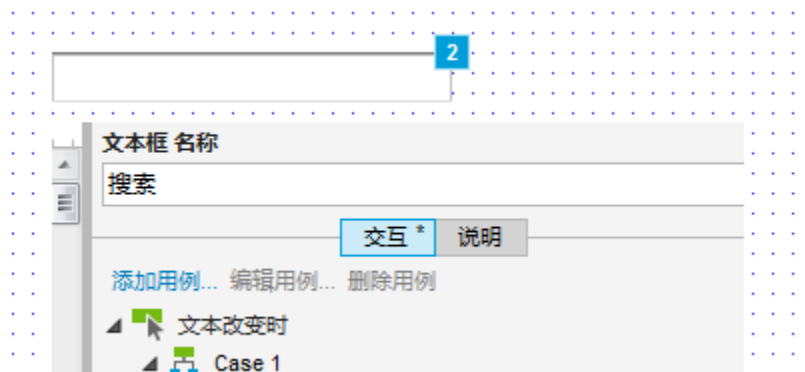 2
文本框 名称
搜索
交互 * 说明
添加用例... 编辑用例... 删除用例
文本改变时
Case 1